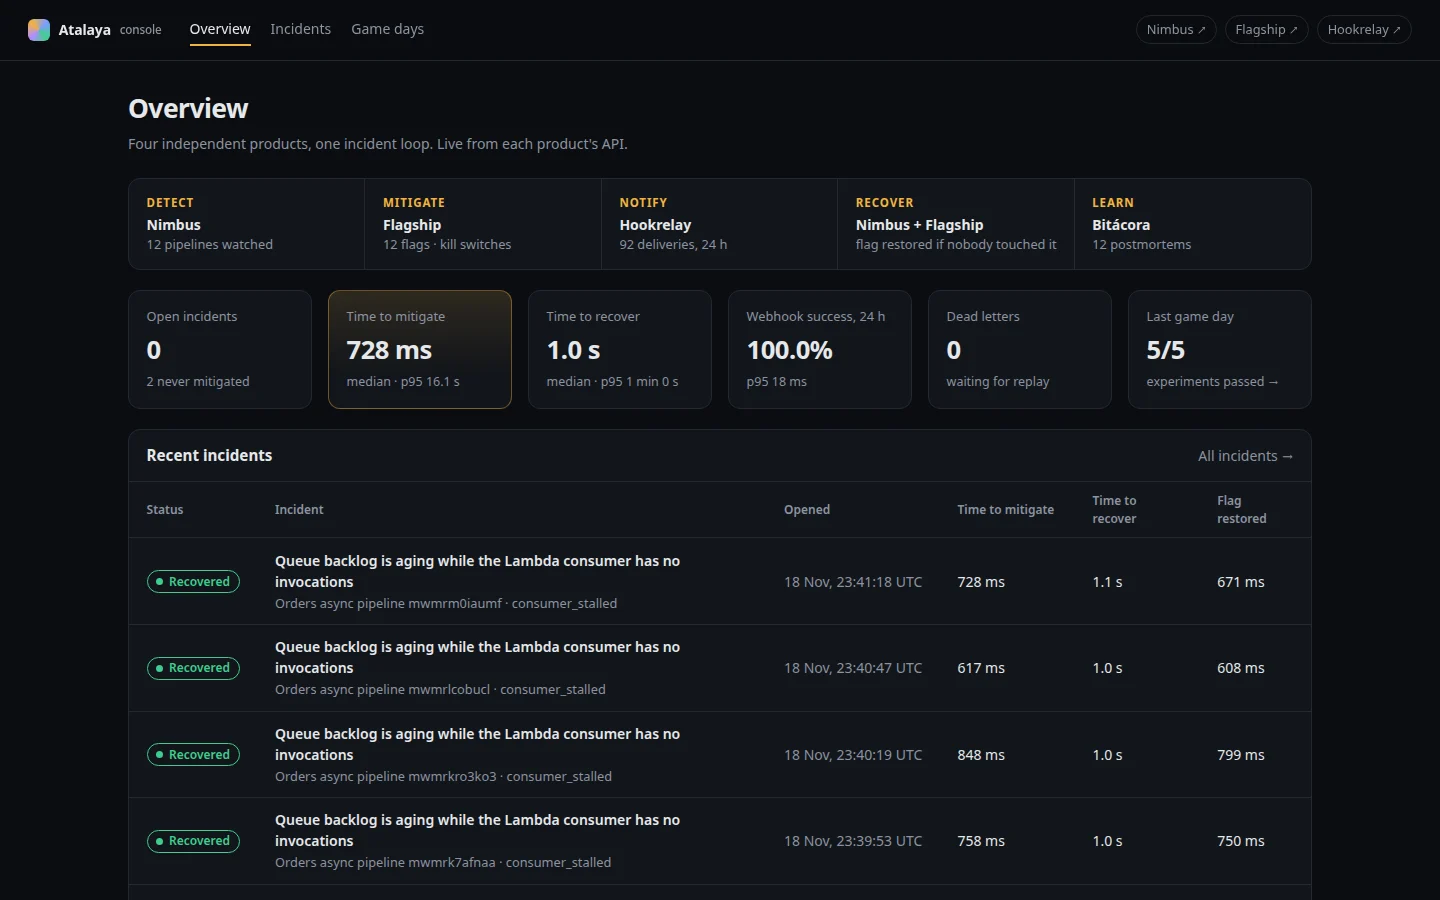 Atalaya console Overview Incidents Game days Nimbus ↗ Flagship ↗ Hookrelay ↗
Overview
Four independent products, one incident loop. Live from each product's API.
DETECT
Nimbus
12 pipelines watched
MITIGATE
Flagship
12 flags · kill switches
NOTIFY
Hookrelay
92 deliveries, 24 h
RECOVER
Nimbus + Flagship
flag restored if nobody touched it
LEARN
Bitácora
12 postmortems
Open incidents
0
2 never mitigated
Time to mitigate
728 ms
median · p95 16.1 s
Time to recover
1.0 s
median · p95 1 min 0 s
Webhook success, 24 h
100.0%
p95 18 ms
Dead letters
0
waiting for replay
Last game day
5/5
experiments passed →
Recent incidents All incidents →
Status Incident Opened Time to mitigate Time to recover Flag restored
Recovered
Queue backlog is aging while the Lambda consumer has no
invocations
Orders async pipeline mwmrm0iaumf · consumer_stalled
18 Nov, 23:41:18 UTC 728 ms 1.1 s 671 ms
Recovered
Queue backlog is aging while the Lambda consumer has no
invocations
Orders async pipeline mwmrlcobucl · consumer_stalled
18 Nov, 23:40:47 UTC 617 ms 1.0 s 608 ms
Recovered
Queue backlog is aging while the Lambda consumer has no
invocations
Orders async pipeline mwmrkro3ko3 · consumer_stalled
18 Nov, 23:40:19 UTC 848 ms 1.0 s 799 ms
Recovered
Queue backlog is aging while the Lambda consumer has no
invocations
Orders async pipeline mwmrk7afnaa · consumer_stalled
18 Nov, 23:39:53 UTC 758 ms 1.0 s 750 ms